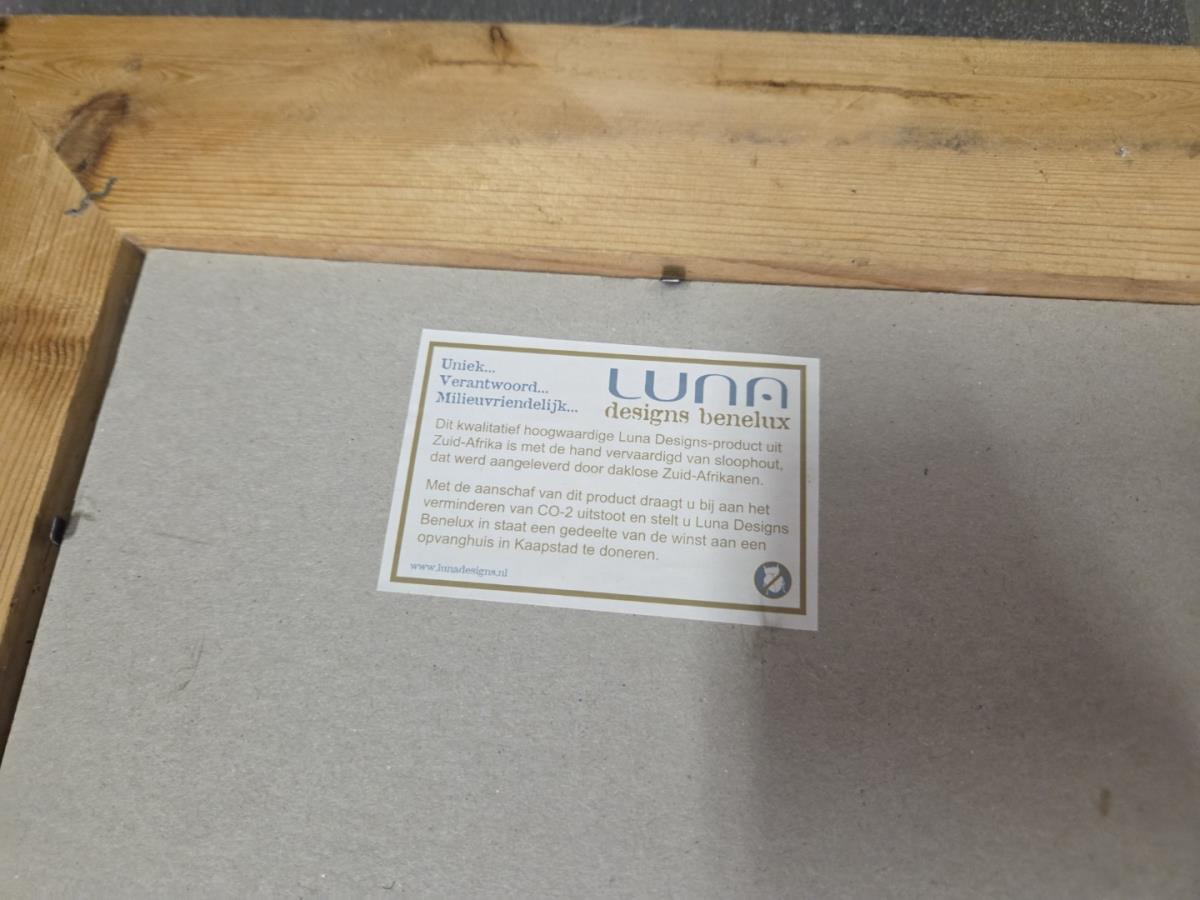 Uniek...
Verantwoord...
Milieuvriendelijk...
LUNA
designs benelux
Dit kwalitatief hoogwaardige Luna Designs-product uit
Zuid-Afrika is met de hand vervaardigd van sloophout,
dat werd aangeleverd door daklose Zuid-Afrikanen.
Met de aanschaf van dit product draagt u bij aan het
verminderen van CO-2 uitstoot en stelt u Luna Designs
Benelux in staat een gedeelte van de winst aan een
opvanghuis in Kaapstad te doneren.
www.lunadesigns.nl